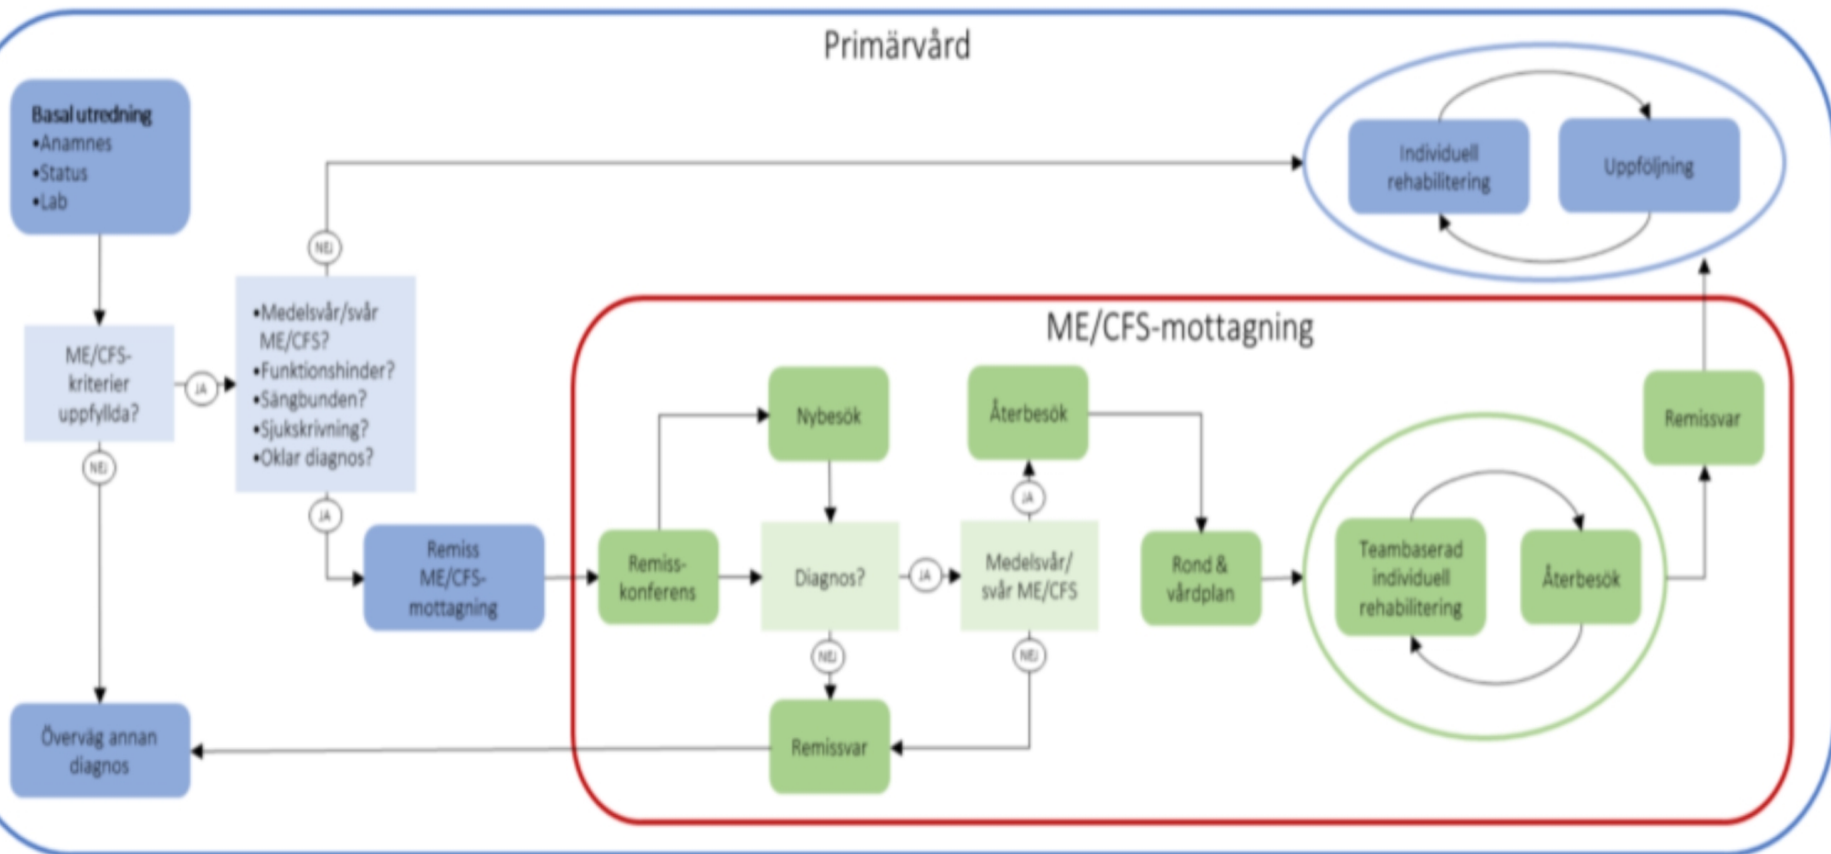 Primärvård
Basal utredning
•Anamnes
•Status
•Lab
Individuell
rehabilitering
Uppföljning
NEJ
•Medelsvår/svår
ME/CFS?
•Funktionshinder?
•Sängbunden?
•Sjukskrivning?
•Oklar diagnos?
ME/CFS-
kriterier
uppfyllda?
JA
NEJ
JA
ME/CFS-mottagning
Nybesök
Återbesök
Remissvar
JA
Remiss
ME/CFS-
mottagning
Remiss-
konferens
Diagnos?
JA
Medelsvår/
svår ME/CFS
Rond &
vårdplan
Teambaserad
individuell
rehabilitering
Återbesök
NEJ
NEJ
Överväg annan
diagnos
Remissvar